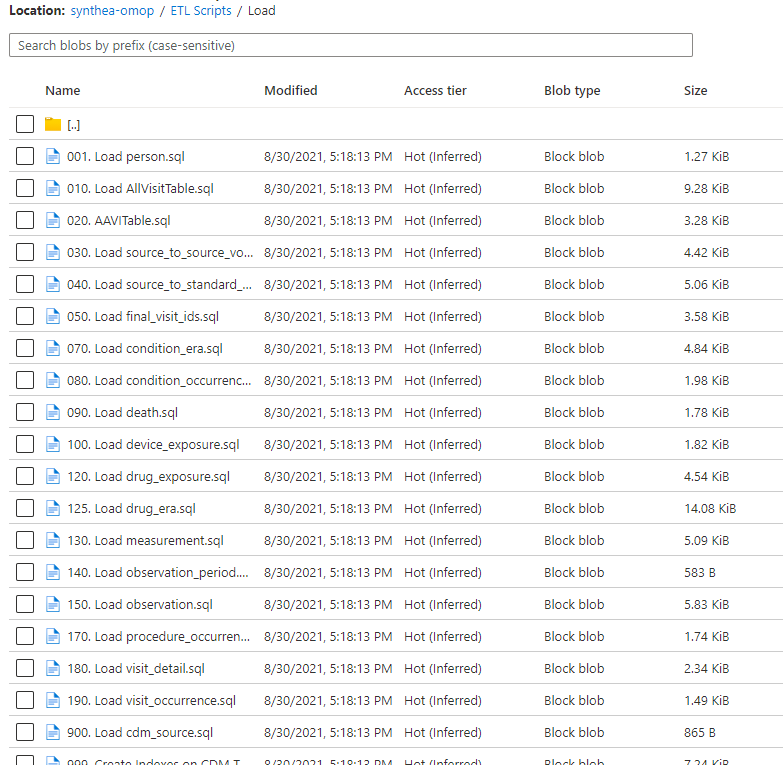 Location: synthea-omop / ETL Scripts / Load
Search blobs by prefix (case-sensitive)
Name Modified Access tier Blob type Size
[..]
001. Load person.sql 8/30/2021, 5:18:13 PM Hot (Inferred) Block blob 1.27 KiB
010. Load AllVisitTable.sql 8/30/2021, 5:18:13 PM Hot (Inferred) Block blob 9.28 KiB
020. AAVITable.sql 8/30/2021, 5:18:13 PM Hot (Inferred) Block blob 3.28 KiB
030. Load source_to_source_vo... 8/30/2021, 5:18:13 PM Hot (Inferred) Block blob 4.42 KiB
040. Load source_to_standard_... 8/30/2021, 5:18:13 PM Hot (Inferred) Block blob 5.06 KiB
050. Load final_visit_ids.sql 8/30/2021, 5:18:13 PM Hot (Inferred) Block blob 3.58 KiB
070. Load condition_era.sql 8/30/2021, 5:18:13 PM Hot (Inferred) Block blob 4.84 KiB
080. Load condition_occurrenc... 8/30/2021, 5:18:13 PM Hot (Inferred) Block blob 1.98 KiB
090. Load death.sql 8/30/2021, 5:18:13 PM Hot (Inferred) Block blob 1.78 KiB
100. Load device_exposure.sql 8/30/2021, 5:18:13 PM Hot (Inferred) Block blob 1.82 KiB
120. Load drug_exposure.sql 8/30/2021, 5:18:13 PM Hot (Inferred) Block blob 4.54 KiB
125. Load drug_era.sql 8/30/2021, 5:18:13 PM Hot (Inferred) Block blob 14.08 KiB
130. Load measurement.sql 8/30/2021, 5:18:13 PM Hot (Inferred) Block blob 5.09 KiB
140. Load observation_period.... 8/30/2021, 5:18:13 PM Hot (Inferred) Block blob 583 B
150. Load observation.sql 8/30/2021, 5:18:13 PM Hot (Inferred) Block blob 5.83 KiB
170. Load procedure_occurren... 8/30/2021, 5:18:13 PM Hot (Inferred) Block blob 1.74 KiB
180. Load visit_detail.sql 8/30/2021, 5:18:13 PM Hot (Inferred) Block blob 2.34 KiB
190. Load visit_occurrence.sql 8/30/2021, 5:18:13 PM Hot (Inferred) Block blob 1.49 KiB
900. Load cdm_source.sql 8/30/2021, 5:18:13 PM Hot (Inferred) Block blob 865 B
999. Create Indexes on CDM T... 8/30/2021, 5:18:13 PM Hot (Inferred) Block blob 7.24 KiB